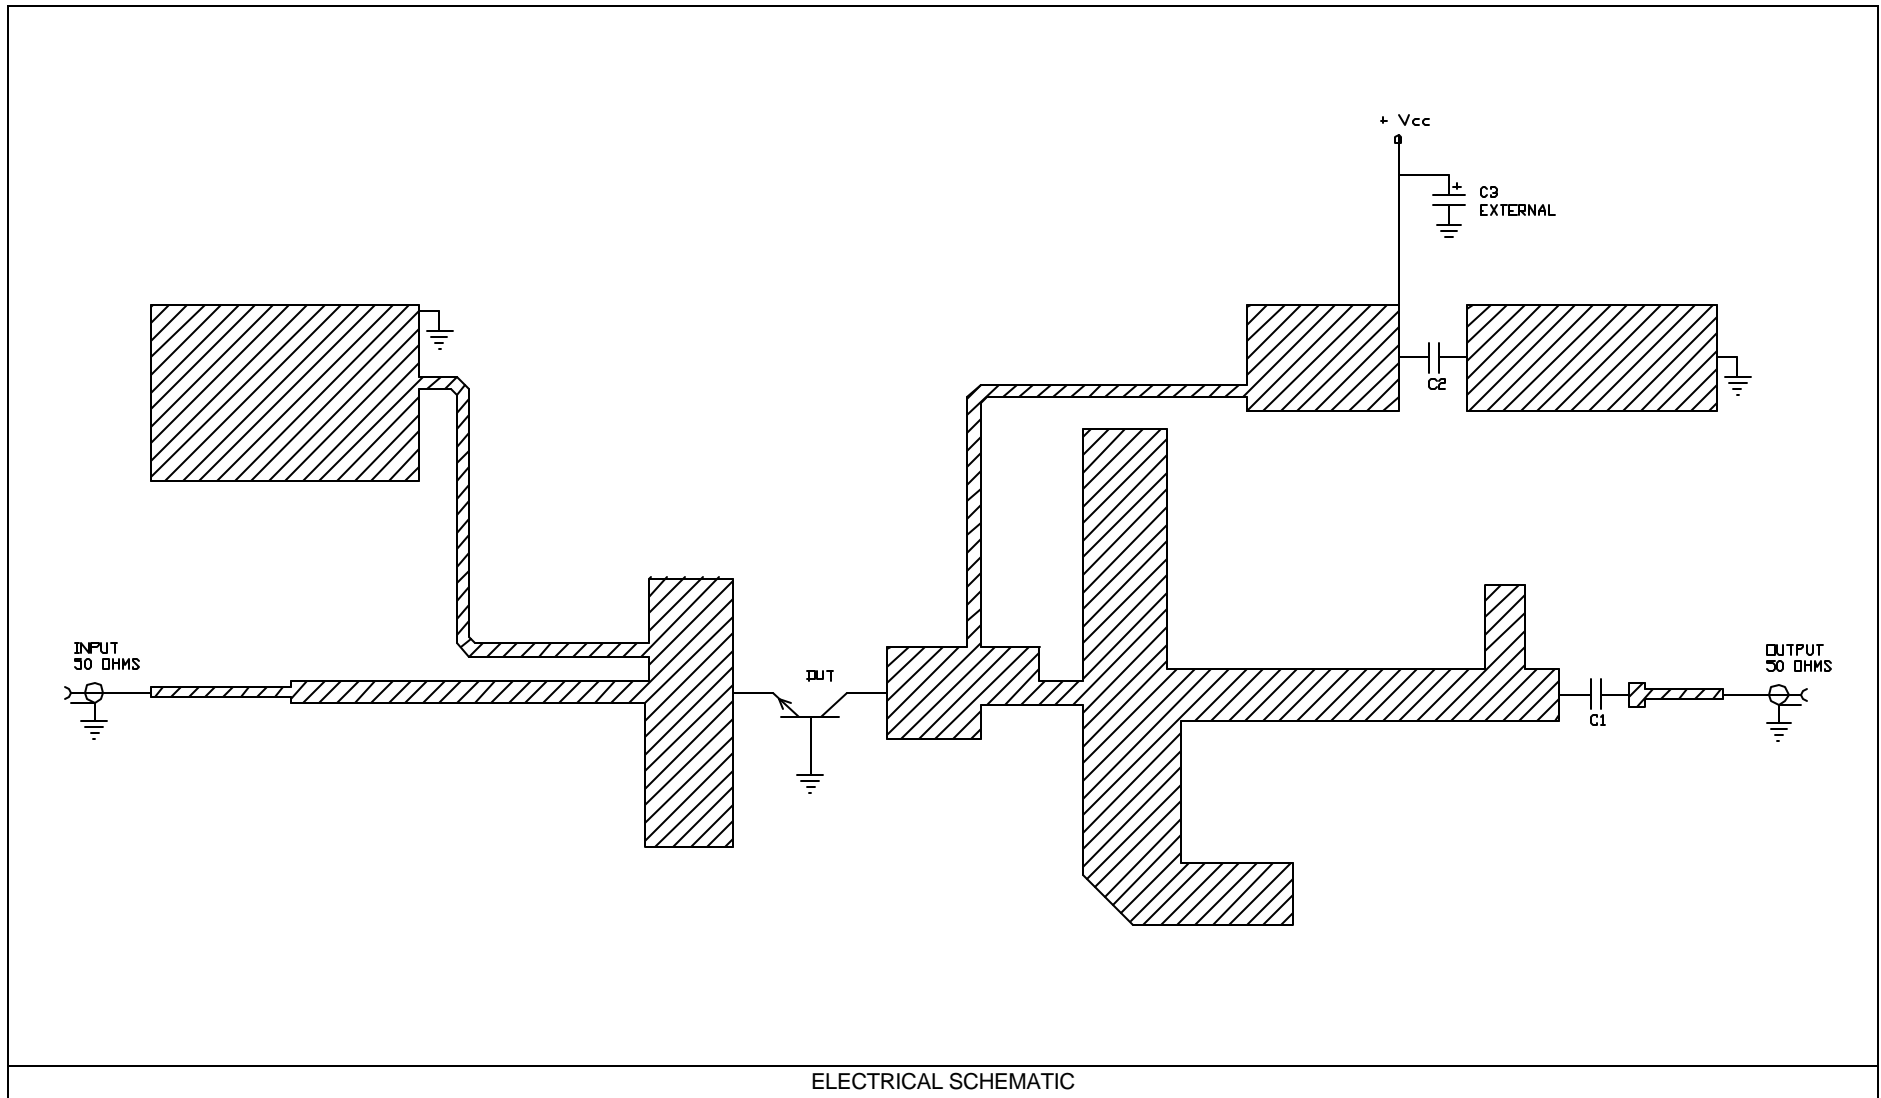 + Vcc
+
C3
EXTERNAL
C2
INPUT
50 OHMS
DUT
OUTPUT
50 OHMS
C1
ELECTRICAL SCHEMATIC